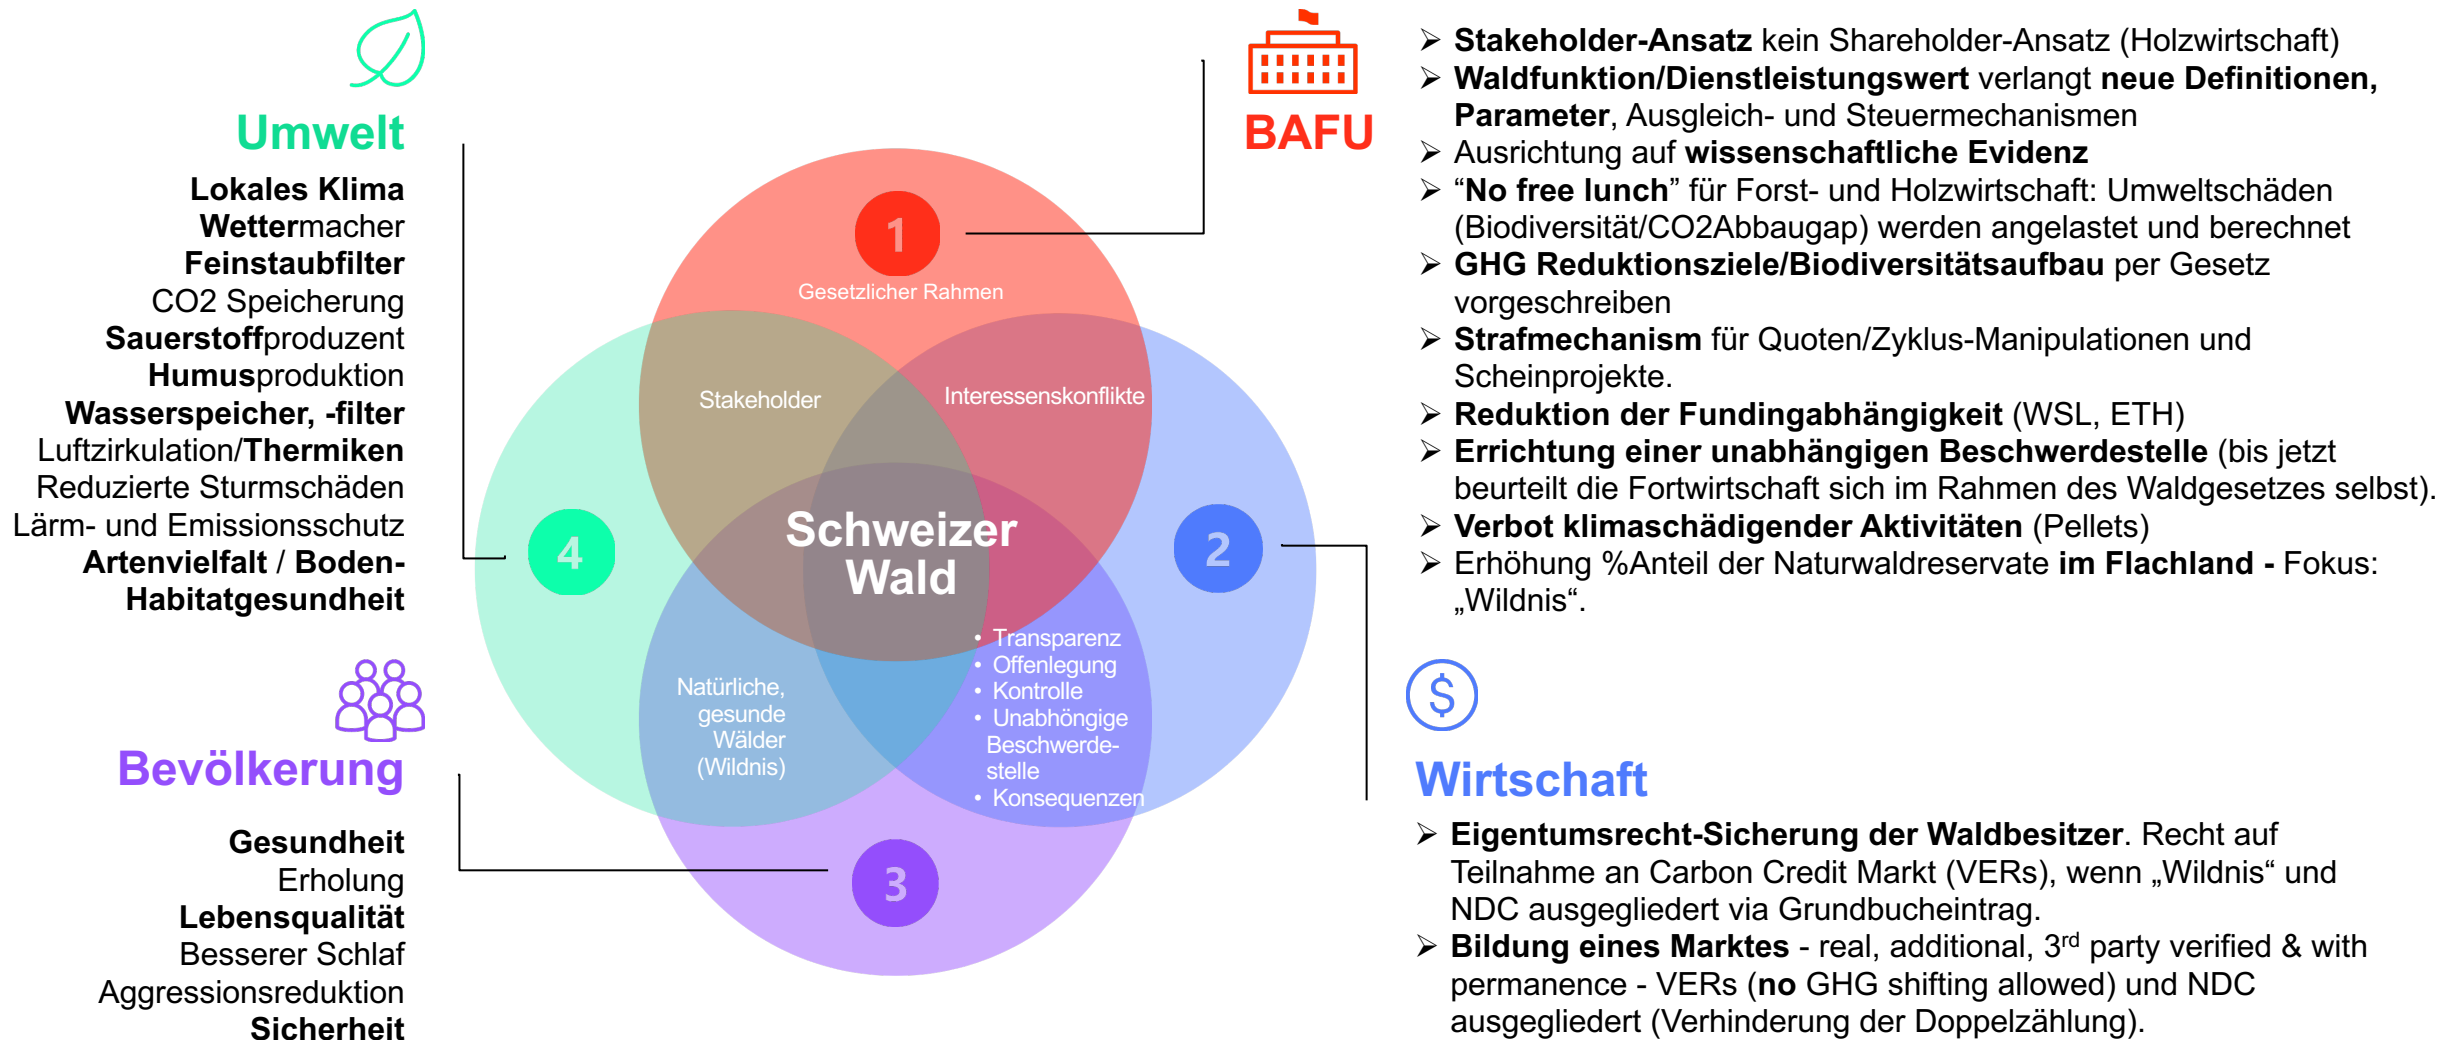 Umwelt
Lokales Klima
Wettermacher
Feinstaubfilter
CO2 Speicherung
Sauerstoffproduzent
Humusproduktion
Wasserspeicher, -filter
Luftzirkulation/Thermiken
Reduzierte Sturmschäden
Lärm- und Emissionsschutz
Artenvielfalt / Boden-
Habitatgesundheit
Bevölkerung
Gesundheit
Erholung
Lebensqualität
Besserer Schlaf
Aggressionsreduktion
Sicherheit
1
Gesetzlicher Rahmen
Stakeholder
Interessenskonflikte
Schweizer
Wald
4
2
Natürliche,
gesunde
Wälder
(Wildnis)
• Transparenz
• Offenlegung
• Kontrolle
• Unabhöngige
Beschwerde-
stelle
• Konsequenzen
3
BAFU
➢ Stakeholder-Ansatz kein Shareholder-Ansatz (Holzwirtschaft)
➢ Waldfunktion/Dienstleistungswert verlangt neue Definitionen,
Parameter, Ausgleich- und Steuermechanismen
➢ Ausrichtung auf wissenschaftliche Evidenz
➢ “No free lunch” für Forst- und Holzwirtschaft: Umweltschäden
(Biodiversität/CO2Abbaugap) werden angelastet und berechnet
➢ GHG Reduktionsziele/Biodiversitätsaufbau per Gesetz
vorgeschreiben
➢ Strafmechanism für Quoten/Zyklus-Manipulationen und
Scheinprojekte.
➢ Reduktion der Fundingabhängigkeit (WSL, ETH)
➢ Errichtung einer unabhängigen Beschwerdestelle (bis jetzt
beurteilt die Fortwirtschaft sich im Rahmen des Waldgesetzes selbst).
➢ Verbot klimaschädigender Aktivitäten (Pellets)
➢ Erhöhung %Anteil der Naturwaldreservate im Flachland - Fokus:
„Wildnis“.
$
Wirtschaft
➢ Eigentumsrecht-Sicherung der Waldbesitzer. Recht auf
Teilnahme an Carbon Credit Markt (VERs), wenn „Wildnis“ und
NDC ausgegliedert via Grundbucheintrag.
➢ Bildung eines Marktes - real, additional, 3rd party verified & with
permanence - VERs (no GHG shifting allowed) und NDC
ausgegliedert (Verhinderung der Doppelzählung).